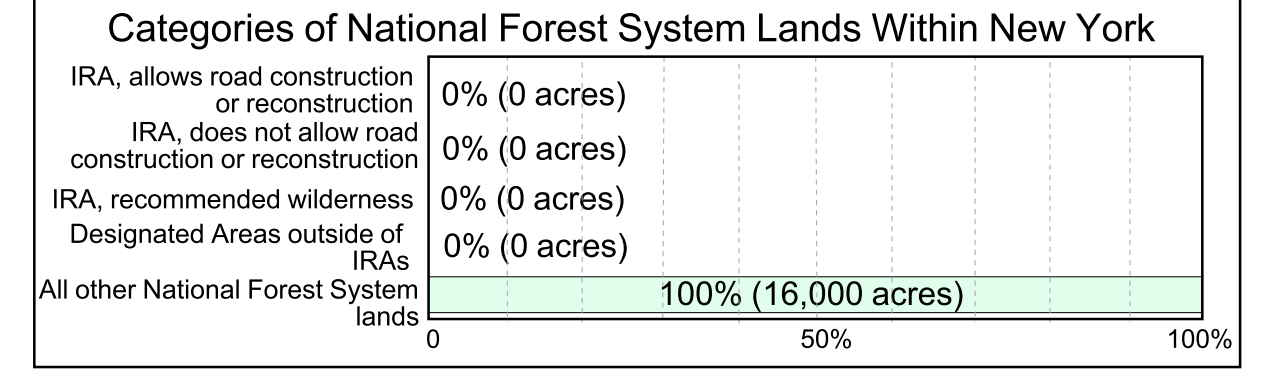 Categories of National Forest System Lands Within New York
IRA, allows road construction
or reconstruction
0% (0 acres)
IRA, does not allow road
construction or reconstruction
0% (0 acres)
IRA, recommended wilderness
0% (0 acres)
Designated Areas outside of
IRAs
0% (0 acres)
All other National Forest System
lands
100% (16,000 acres)
0 50% 100%